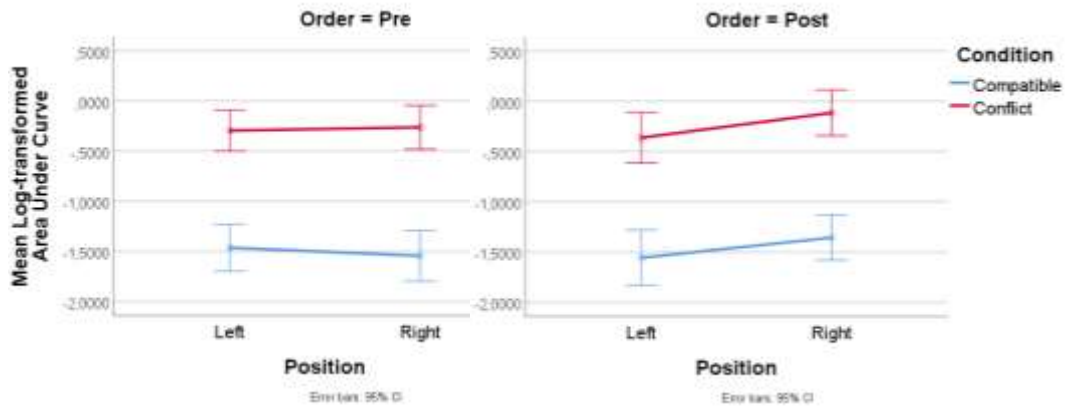 Order = Pre
Order = Post
Mean Log-transformed
Area Under Curve
,5000
,0000
-,5000
-1,0000
-1,5000
-2,0000
Left
Right
Position
Error bars: 95% CI
,5000
,0000
-,5000
-1,0000
-1,5000
-2,0000
Left
Right
Position
Error bars: 95% CI
Condition
Compatible
Conflict